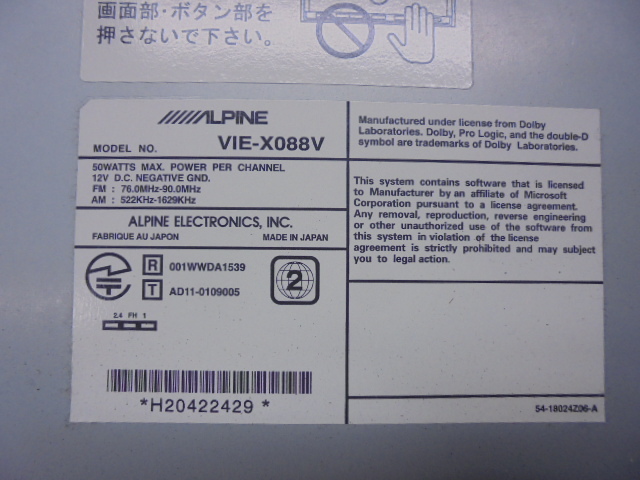 画面部・ボタン部を
押さないで下さい。
ALPINE
MODEL NO. VIE-X088V
50WATTS MAX. POWER PER CHANNEL
12V D.C. NEGATIVE GND.
FM : 76.0MHz-90.0MHz
AM : 522KHz-1629KHz
ALPINE ELECTRONICS, INC.
FABRIQUE AU JAPON MADE IN JAPAN
R 001WWDA1539
T AD11-0109005
2
2.4 FH 1
*H20422429*
Manufactured under license from Dolby
Laboratories. Dolby, Pro Logic, and the double-D
symbol are trademarks of Dolby Laboratories.
This system contains software that is licensed
to Manufacturer by an affiliate of Microsoft
Corporation pursuant to a license agreement.
Any removal, reproduction, reverse engineering
or other unauthorized use of the software from
this system in violation of the license
agreement is strictly prohibited and may subject
you to legal action.
54-18024Z06-A